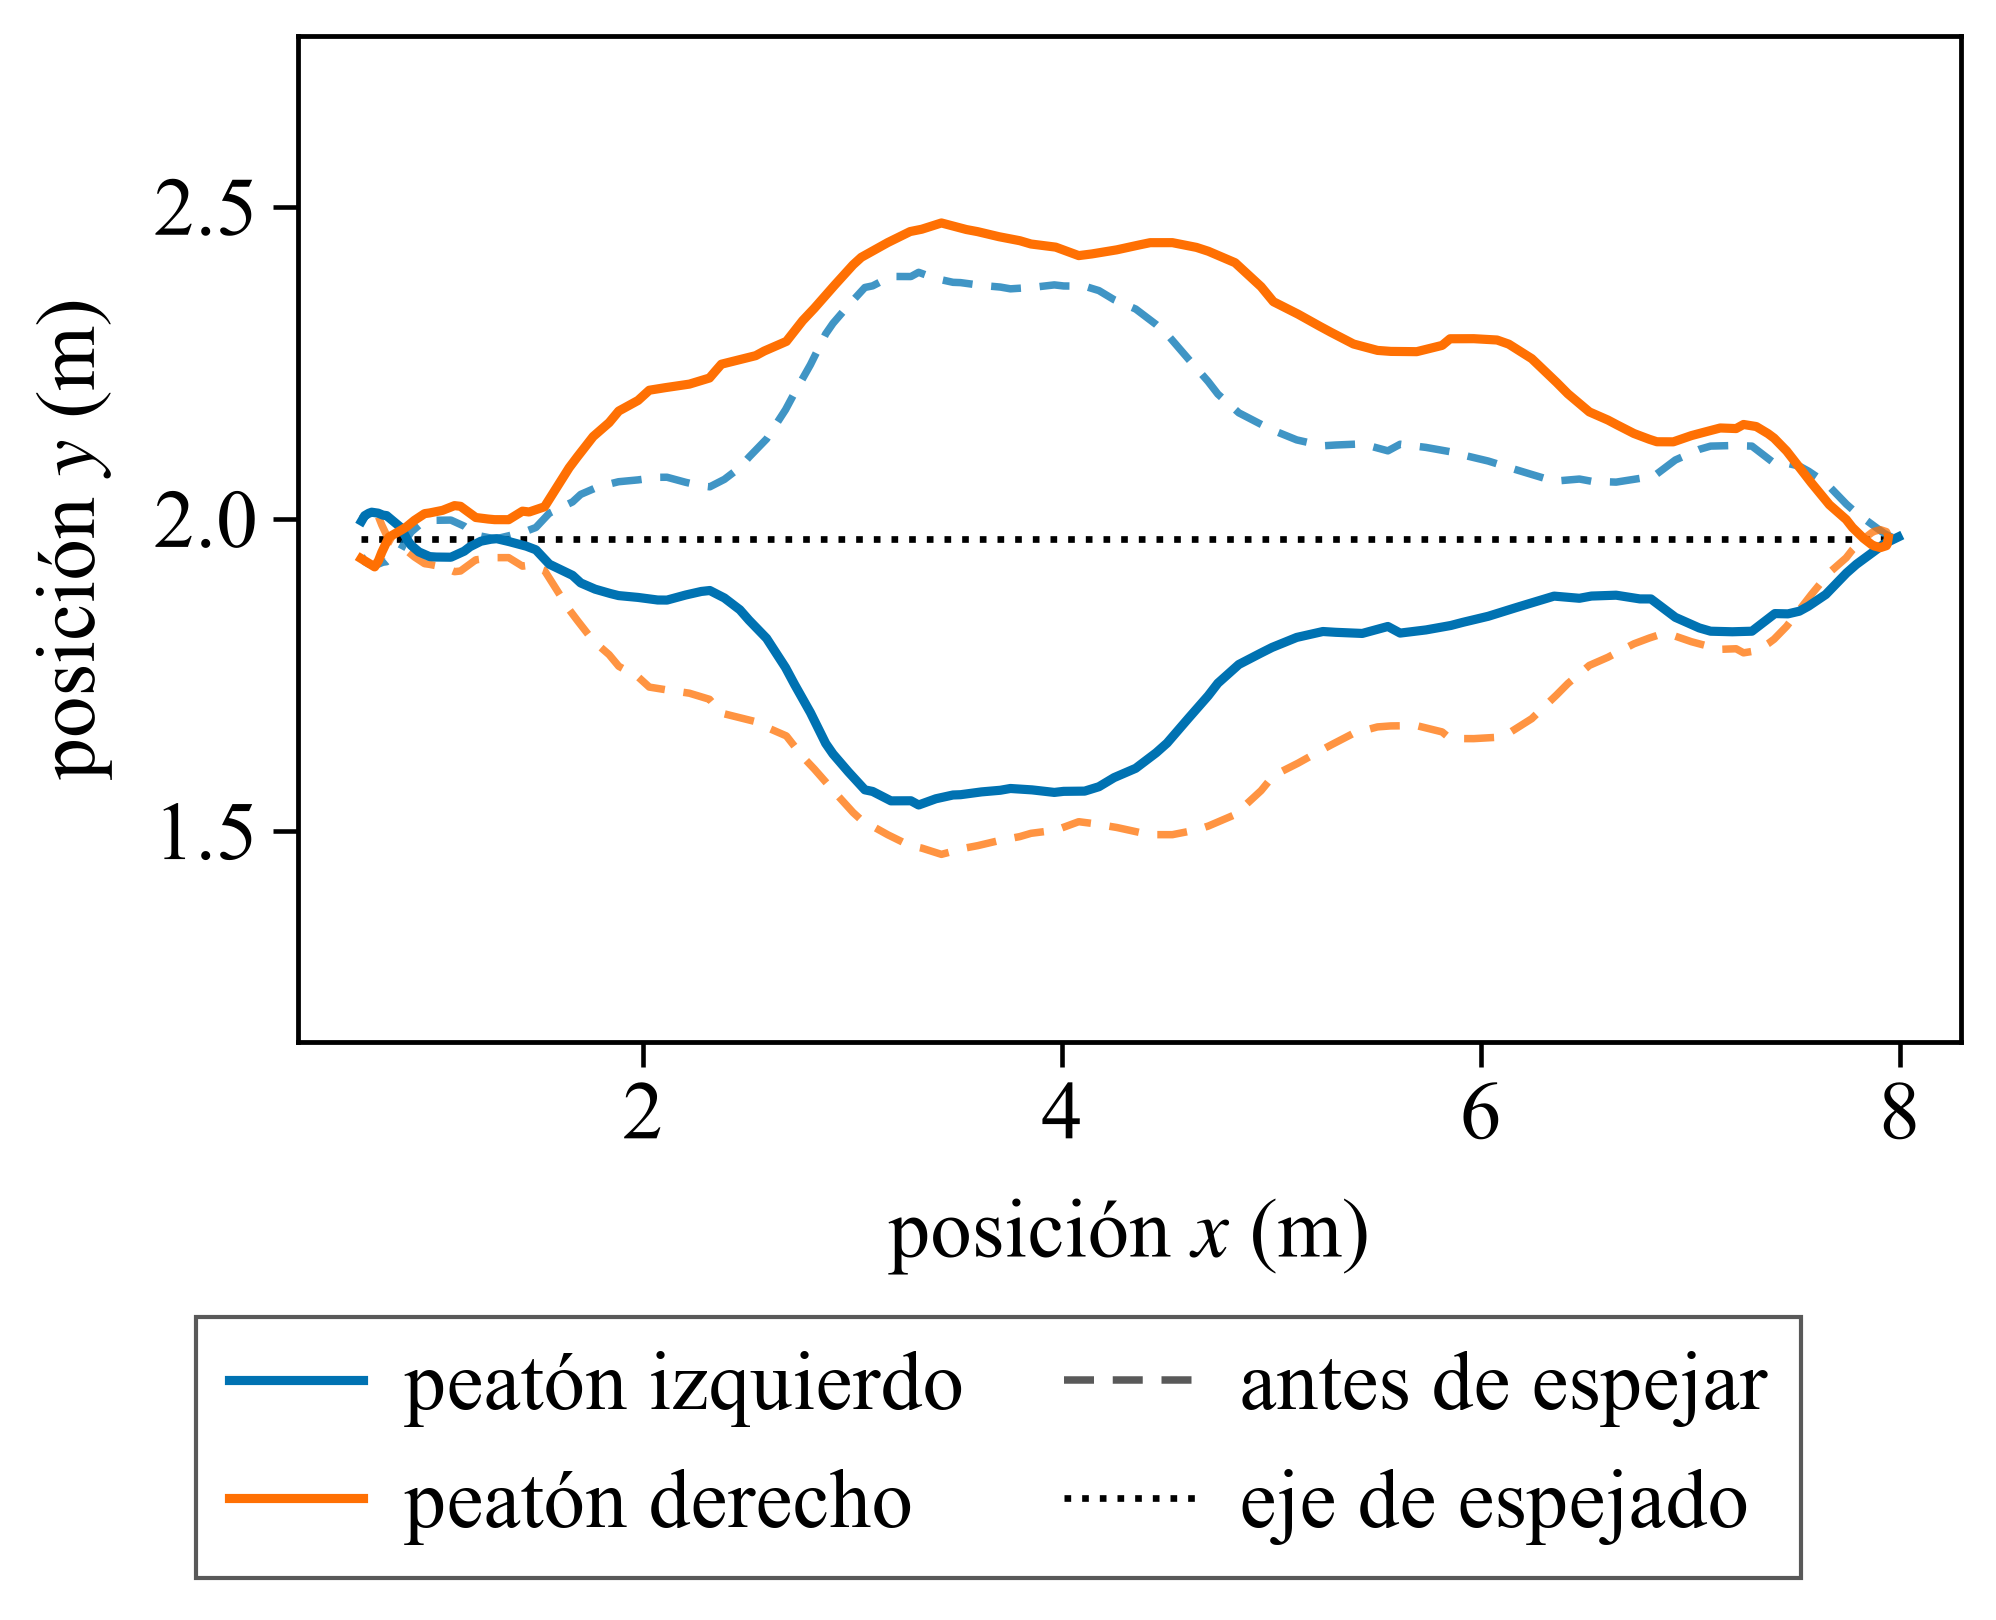 2.5
2.0
1.5
posición y (m)
2 4 6 8
posición x (m)
peatón izquierdo antes de espejar
peatón derecho eje de espejado